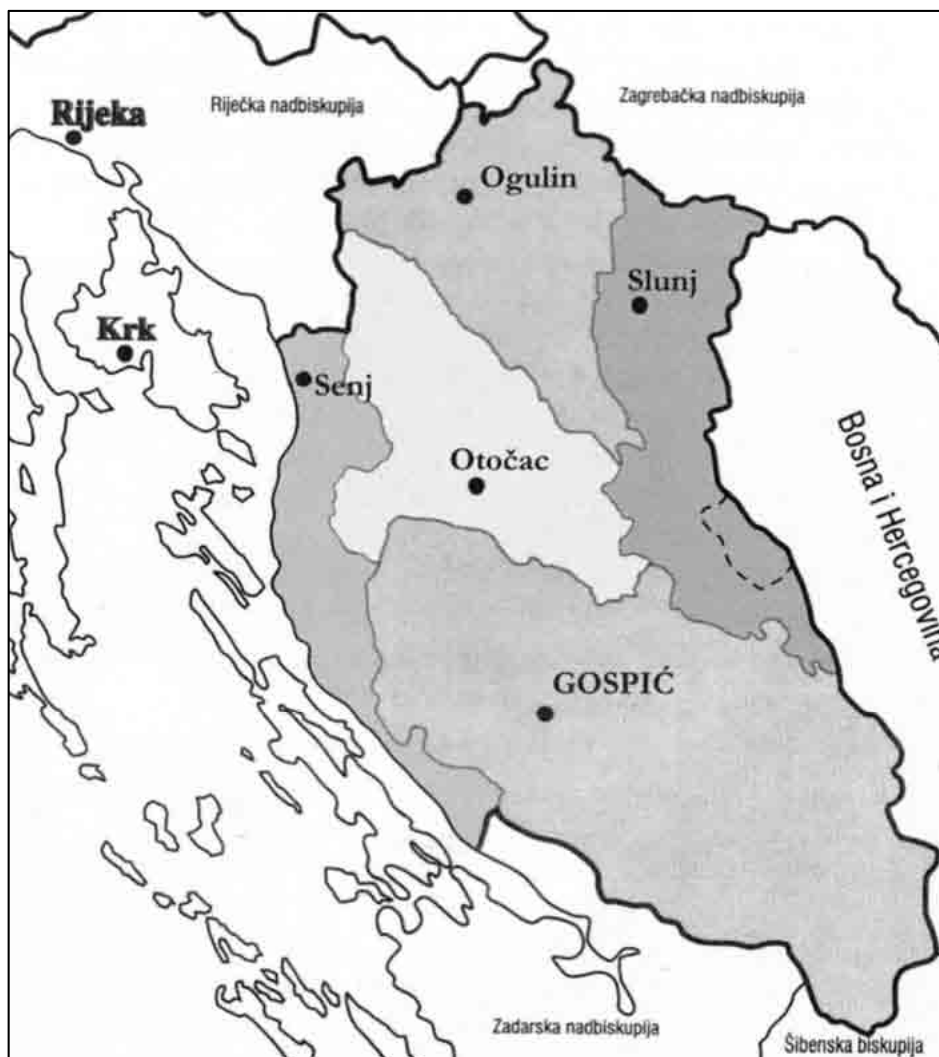 Zagrebačka nadbiskupija
Riječka nadbiskupija
Rijeka
Ogulin
Slunj
Krk
Senj
Otočac
Bosna i Hercegovina
GOSPIĆ
Zadarska nadbiskupija
Šibenska biskupija